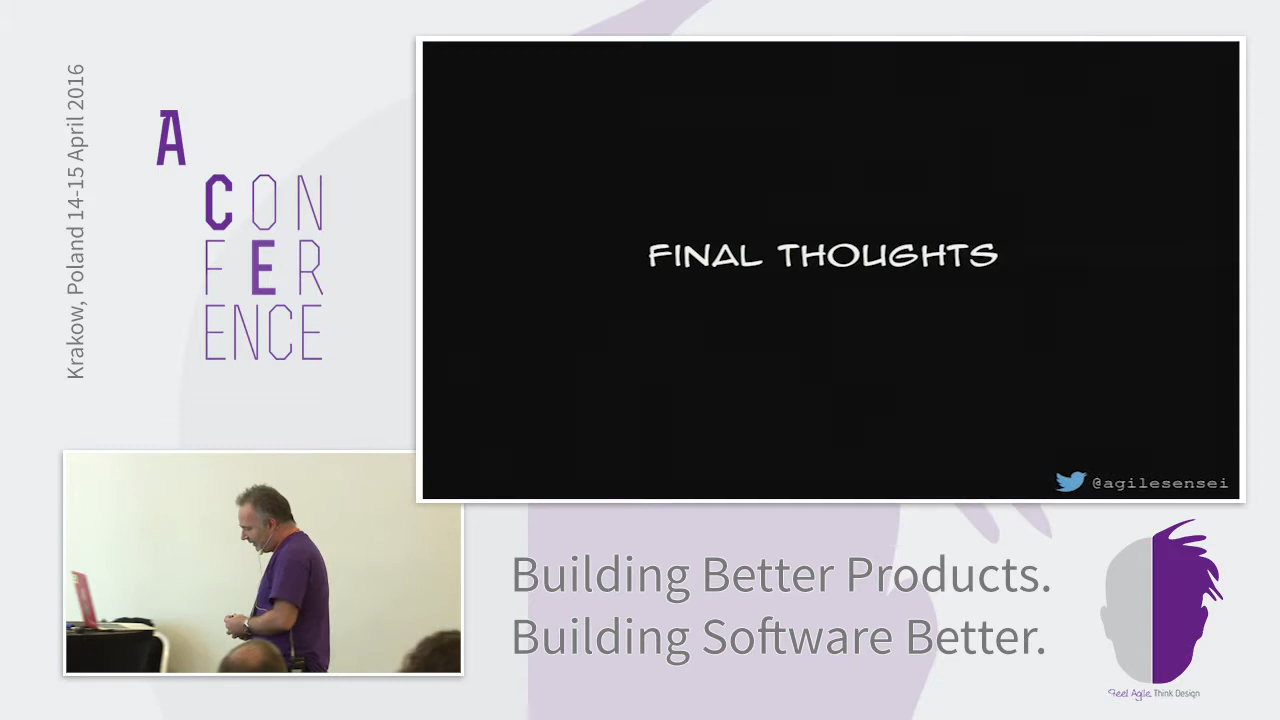 Krakow, Poland 14-15 April 2016
A
CON
FER
ENCE
FINAL THOUGHTS
@agilesensei
Building Better Products.
Building Software Better.
Feel Agile. Think Design